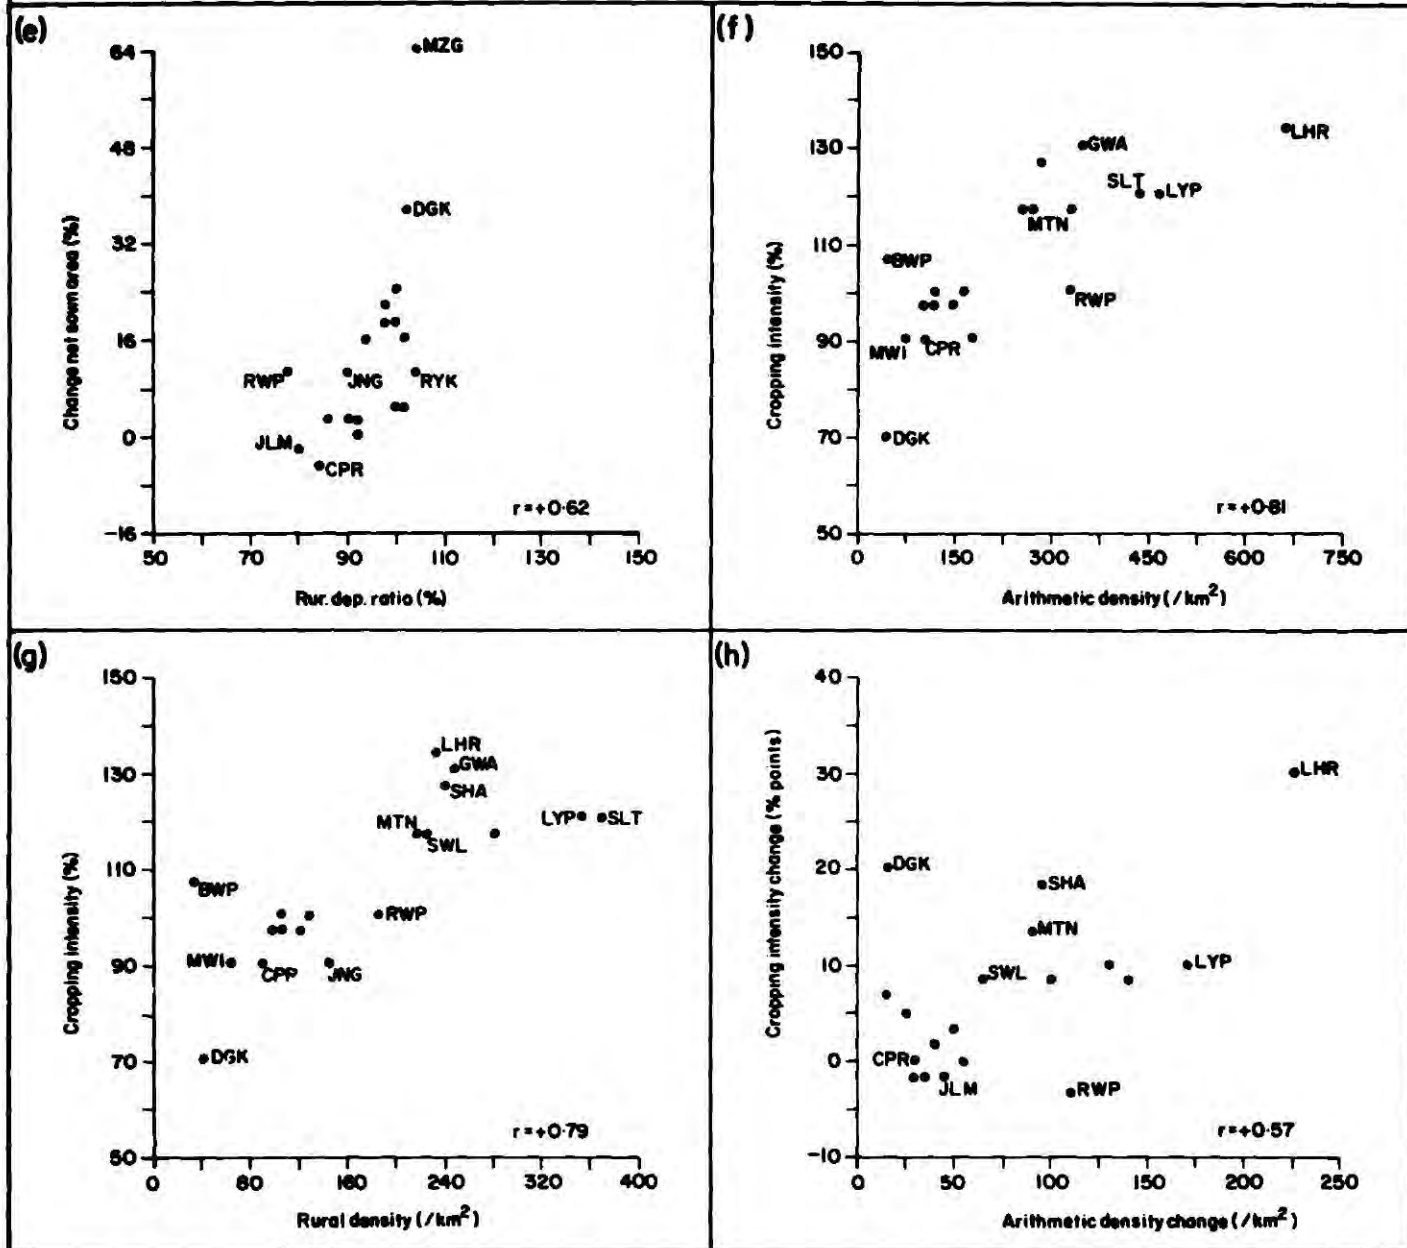 (e)
64
48
32
16
0
-16
Change net sown area (%)
MZG
DGK
RWP
JNG
RYK
JLM
CPR
r=+0·62
50 70 90 110 130 150
Rur. dep. ratio (%)
(f)
150
130
110
90
70
50
Cropping intensity (%)
GWA
LHR
SLT
LYP
MTN
BWP
RWP
MWI
CPR
DGK
r=+0·81
0 150 300 450 600 750
Arithmetic density (/km²)
(g)
150
130
110
90
70
50
Cropping intensity (%)
LHR
GWA
SHA
LYP
SLT
MTN
SWL
BWP
RWP
MWI
CPP
JNG
DGK
r=+0·79
0 80 160 240 320 400
Rural density (/km²)
(h)
40
30
20
10
0
-10
Cropping intensity change (% points)
LHR
DGK
SHA
MTN
SWL
LYP
CPR
JLM
RWP
r=+0·57
0 50 100 150 200 250
Arithmetic density change (/km²)